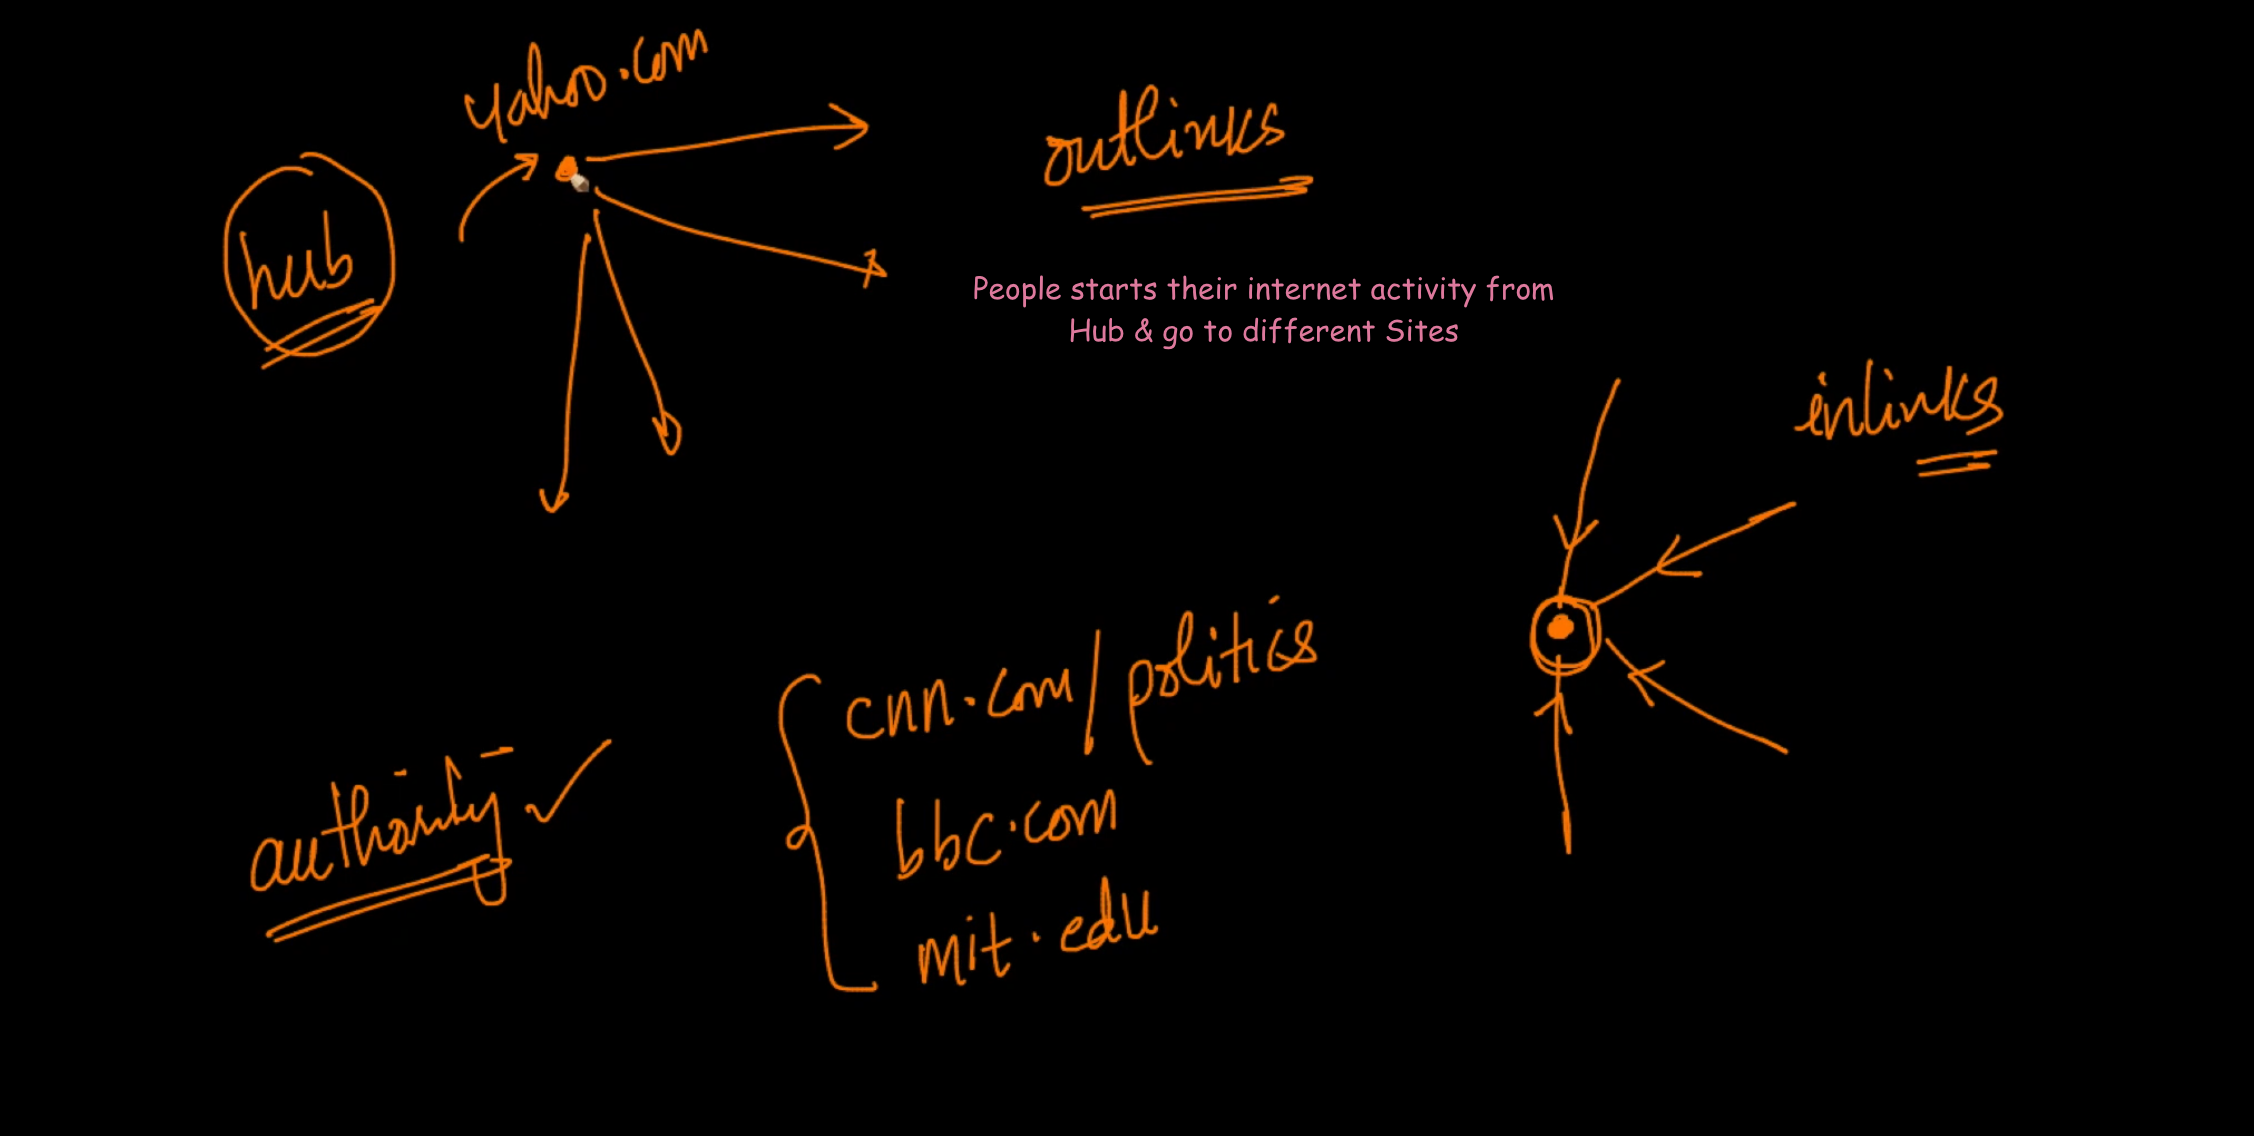 yahoo.com
outlinks
hub
People starts their internet activity from
Hub & go to different Sites
inlinks
cnn.com/politics
authority
bbc.com
mit.edu